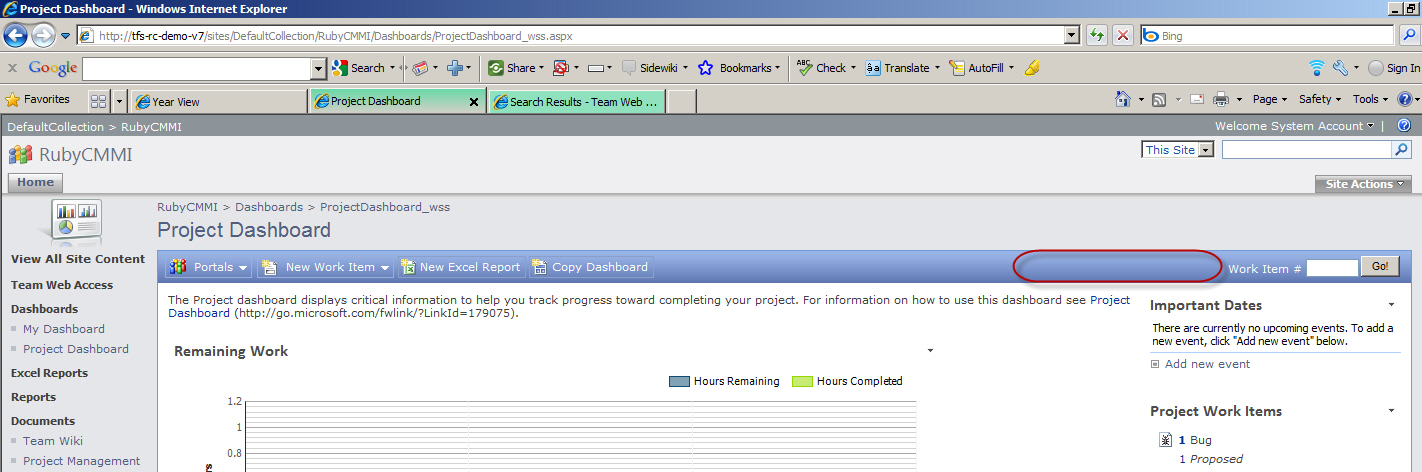 Project Dashboard - Windows Internet Explorer
http://tfs-rc-demo-v7/sites/DefaultCollection/RubyCMMI/Dashboards/ProjectDashboard_wss.aspx
Bing
x Google Search Share Sidewiki Bookmarks ABC Check Translate AutoFill Sign In
Favorites Year View Project Dashboard x Search Results - Team Web ... Page Safety Tools
DefaultCollection > RubyCMMI Welcome System Account |
RubyCMMI This Site
Home Site Actions
RubyCMMI > Dashboards > ProjectDashboard_wss
Project Dashboard
View All Site Content
Team Web Access
Dashboards
My Dashboard
Project Dashboard
Excel Reports
Reports
Documents
Team Wiki
Project Management
Portals New Work Item New Excel Report Copy Dashboard Work Item # Go!
The Project dashboard displays critical information to help you track progress toward completing your project. For information on how to use this dashboard see Project
Dashboard (http://go.microsoft.com/fwlink/?LinkId=179075).
Remaining Work
Hours Remaining Hours Completed
1.2
1
0.8
Important Dates
There are currently no upcoming events. To add a
new event, click "Add new event" below.
Add new event
Project Work Items
1 Bug
1 Proposed